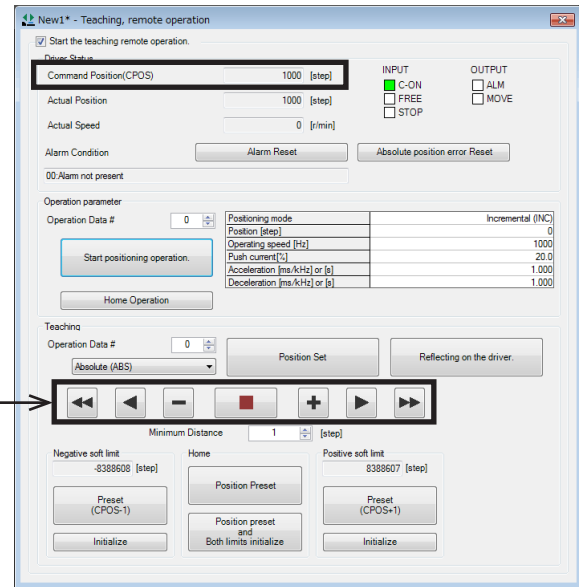 New1* - Teaching, remote operation
Start the teaching remote operation.
Driver Status
Command Position(CPOS) 1000 [step]
INPUT OUTPUT
C-ON ALM
Actual Position 1000 [step]
FREE MOVE
STOP
Actual Speed 0 [r/min]
Alarm Condition Alarm Reset Absolute position error Reset
00:Alarm not present
Operation parameter
Operation Data # 0
Positioning mode Incremental (INC)
Position [step] 0
Operating speed [Hz] 1000
Push current[%] 20.0
Acceleration [ms/kHz] or [s] 1.000
Deceleration [ms/kHz] or [s] 1.000
Start positioning operation.
Home Operation
Teaching
Operation Data # 0
Absolute (ABS)
Position Set
Reflecting on the driver.
Minimum Distance 1 [step]
Negative soft limit
-8388608 [step]
Preset
(CPOS-1)
Initialize
Home
Position Preset
Position preset
and
Both limits initialize
Positive soft limit
8388607 [step]
Preset
(CPOS+1)
Initialize